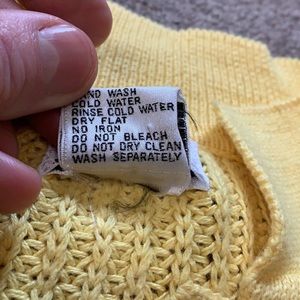 AND WASH
COLD WATER
RINSE COLD WATER
DRY FLAT
NO IRON
DO NOT BLEACH
DO NOT DRY CLEAN
WASH SEPARATELY